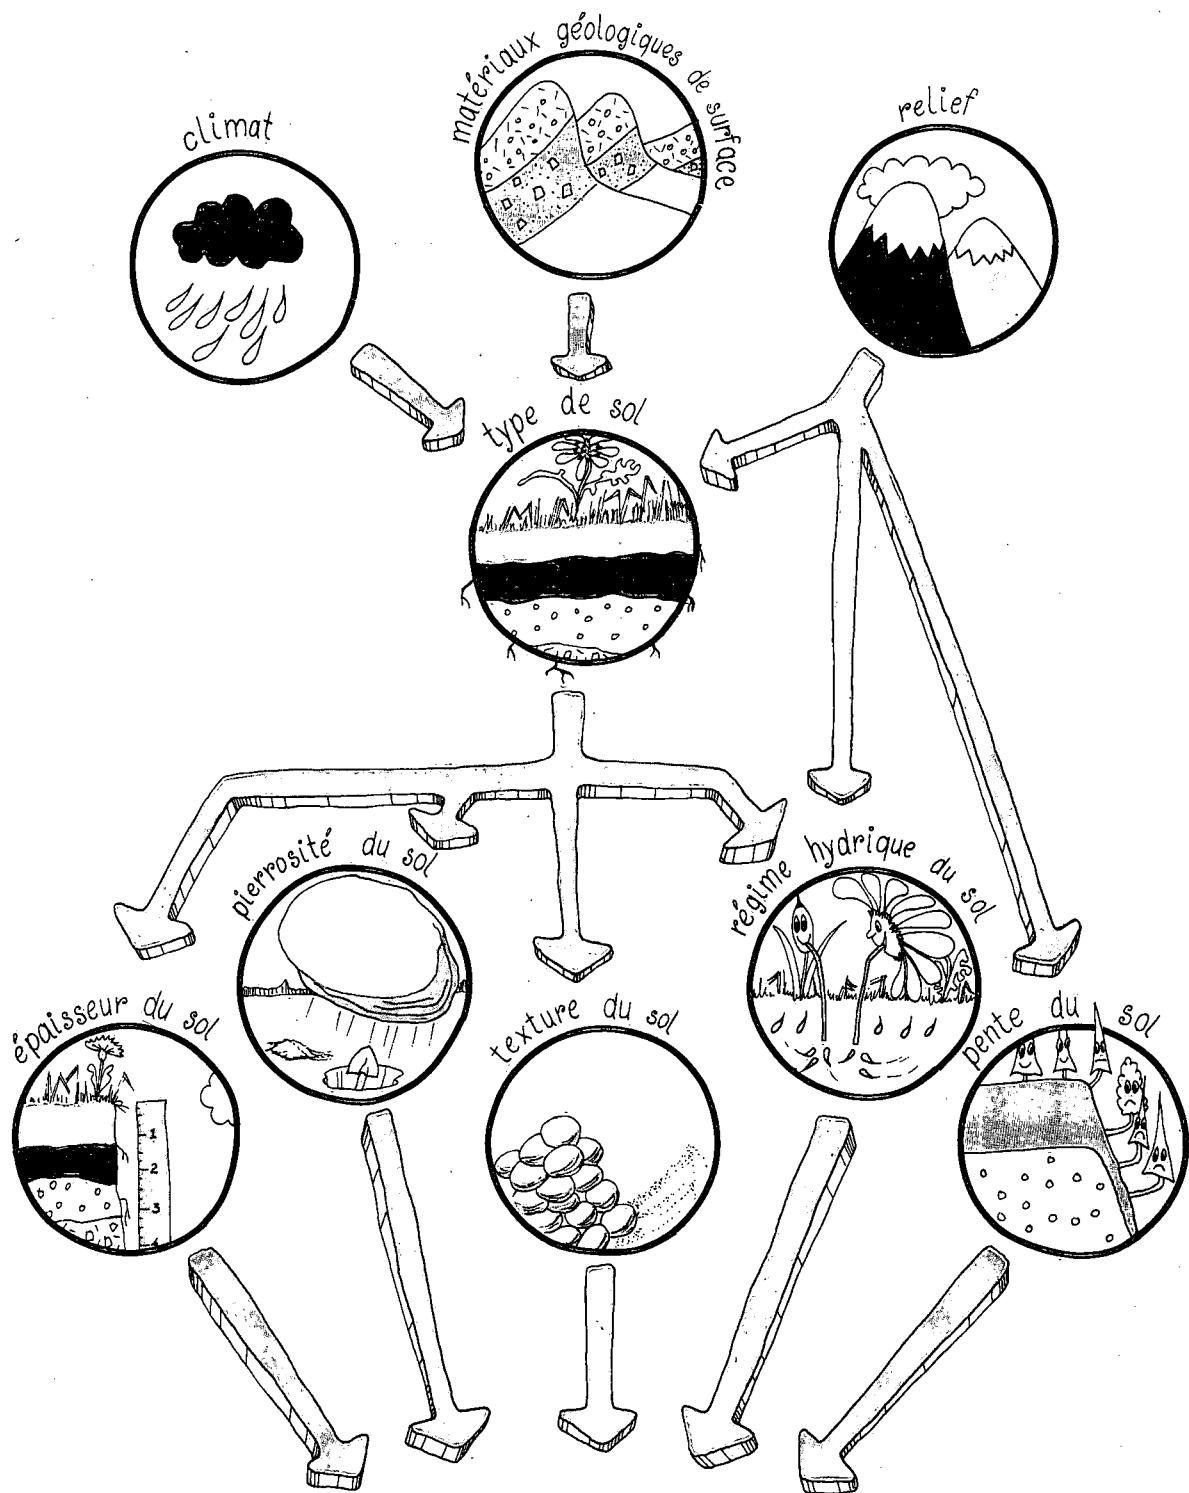 matériaux géologiques de surface
climat
relief
type de sol
pierrosité du sol
régime hydrique du sol
épaisseur du sol
texture du sol
pente du sol
1
2
3
4